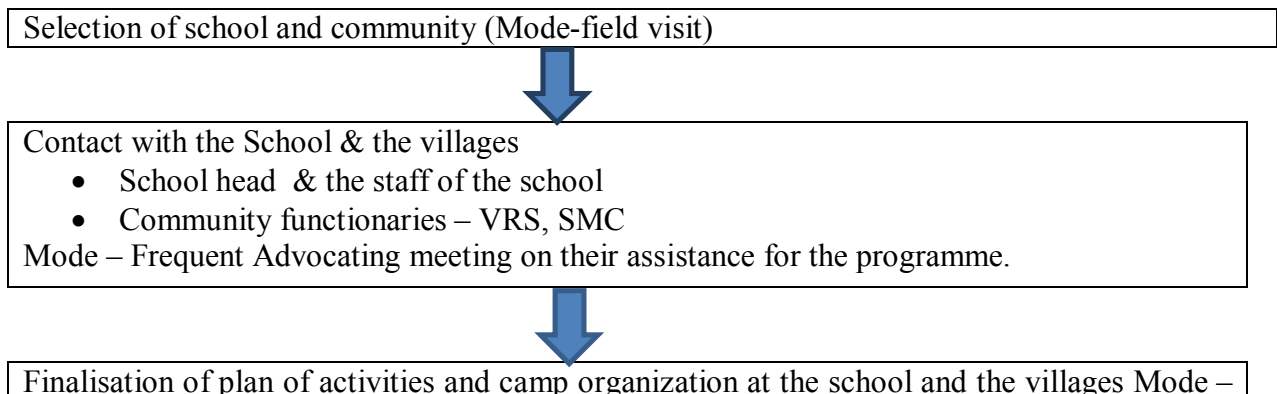 Selection of school and community (Mode-field visit)
Contact with the School & the villages
• School head & the staff of the school
• Community functionaries – VRS, SMC
Mode – Frequent Advocating meeting on their assistance for the programme.
Finalisation of plan of activities and camp organization at the school and the villages Mode –